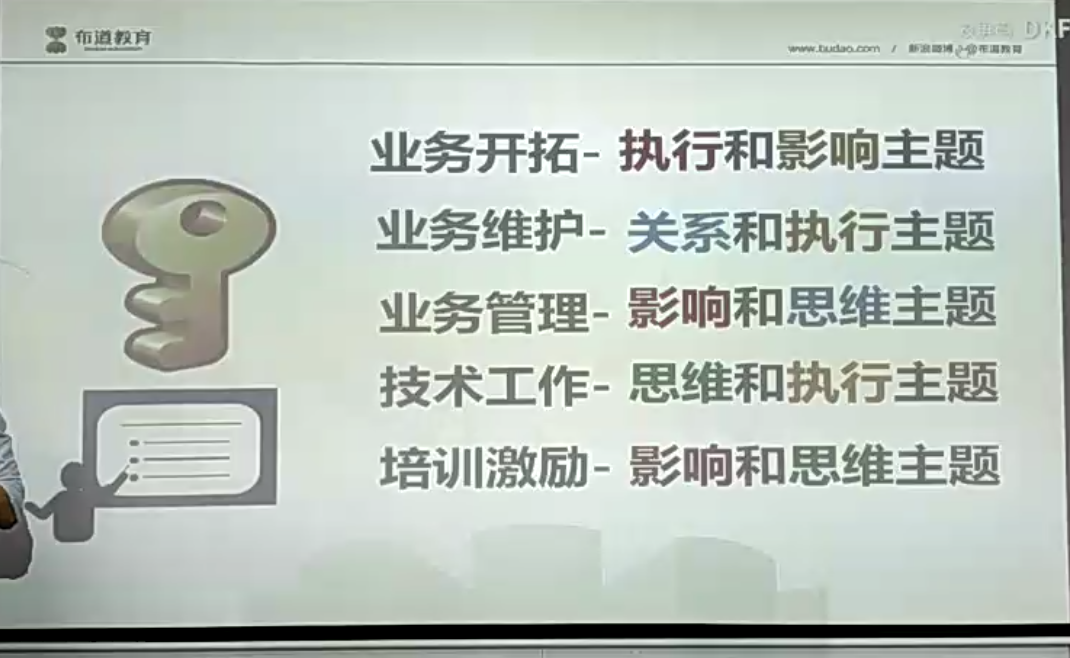 布道教育
www.budao.com / 新浪微博 @布道教育
业务开拓- 执行和影响主题
业务维护- 关系和执行主题
业务管理- 影响和思维主题
技术工作- 思维和执行主题
培训激励- 影响和思维主题